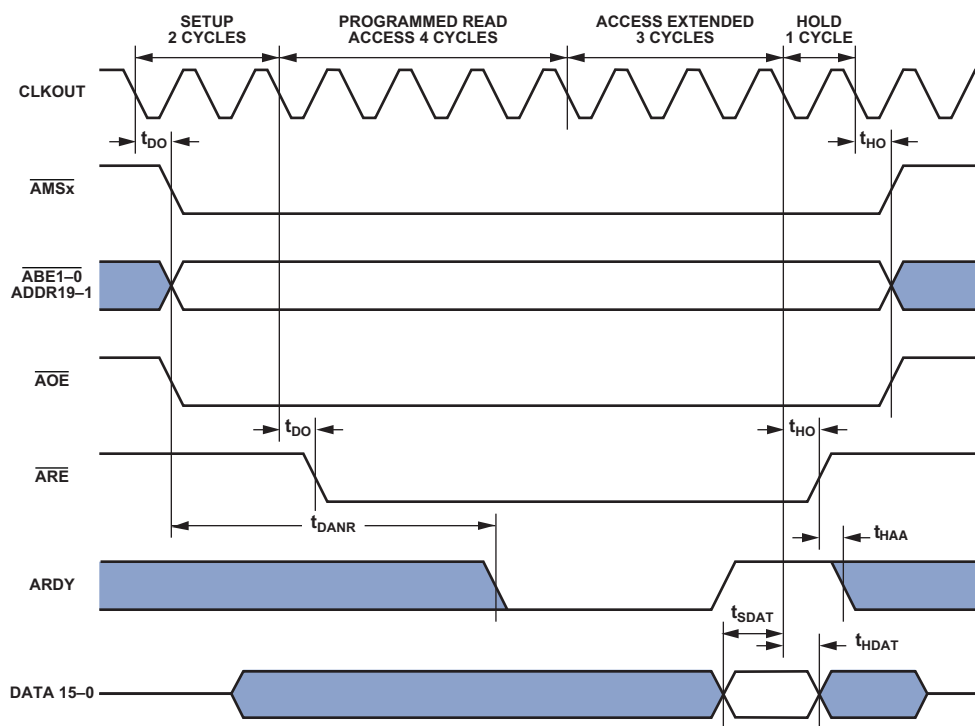 SETUP
2 CYCLES
PROGRAMMED READ
ACCESS 4 CYCLES
ACCESS EXTENDED
3 CYCLES
HOLD
1 CYCLE
CLKOUT
tDO
tHO
AMSx
ABE1–0
ADDR19–1
AOE
tDO
tHO
ARE
tDANR
tHAA
ARDY
tSDAT
tHDAT
DATA 15–0